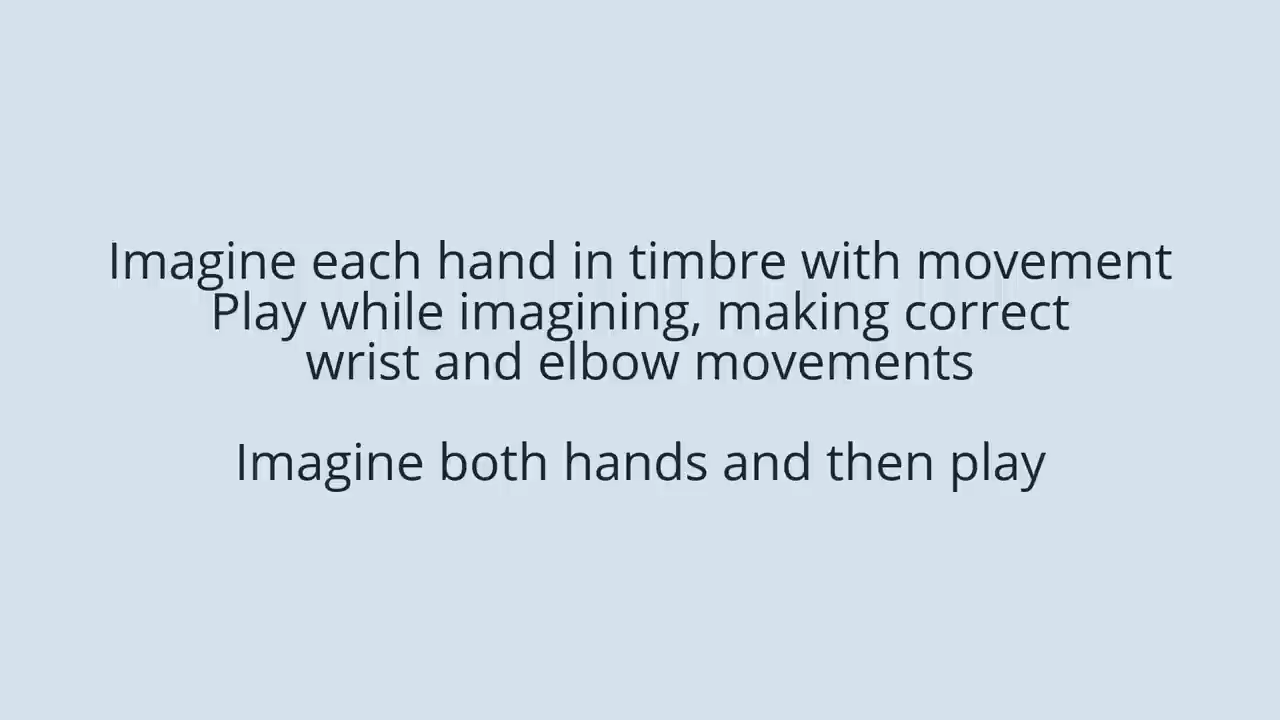 Imagine each hand in timbre with movement
Play while imagining, making correct
wrist and elbow movements
Imagine both hands and then play